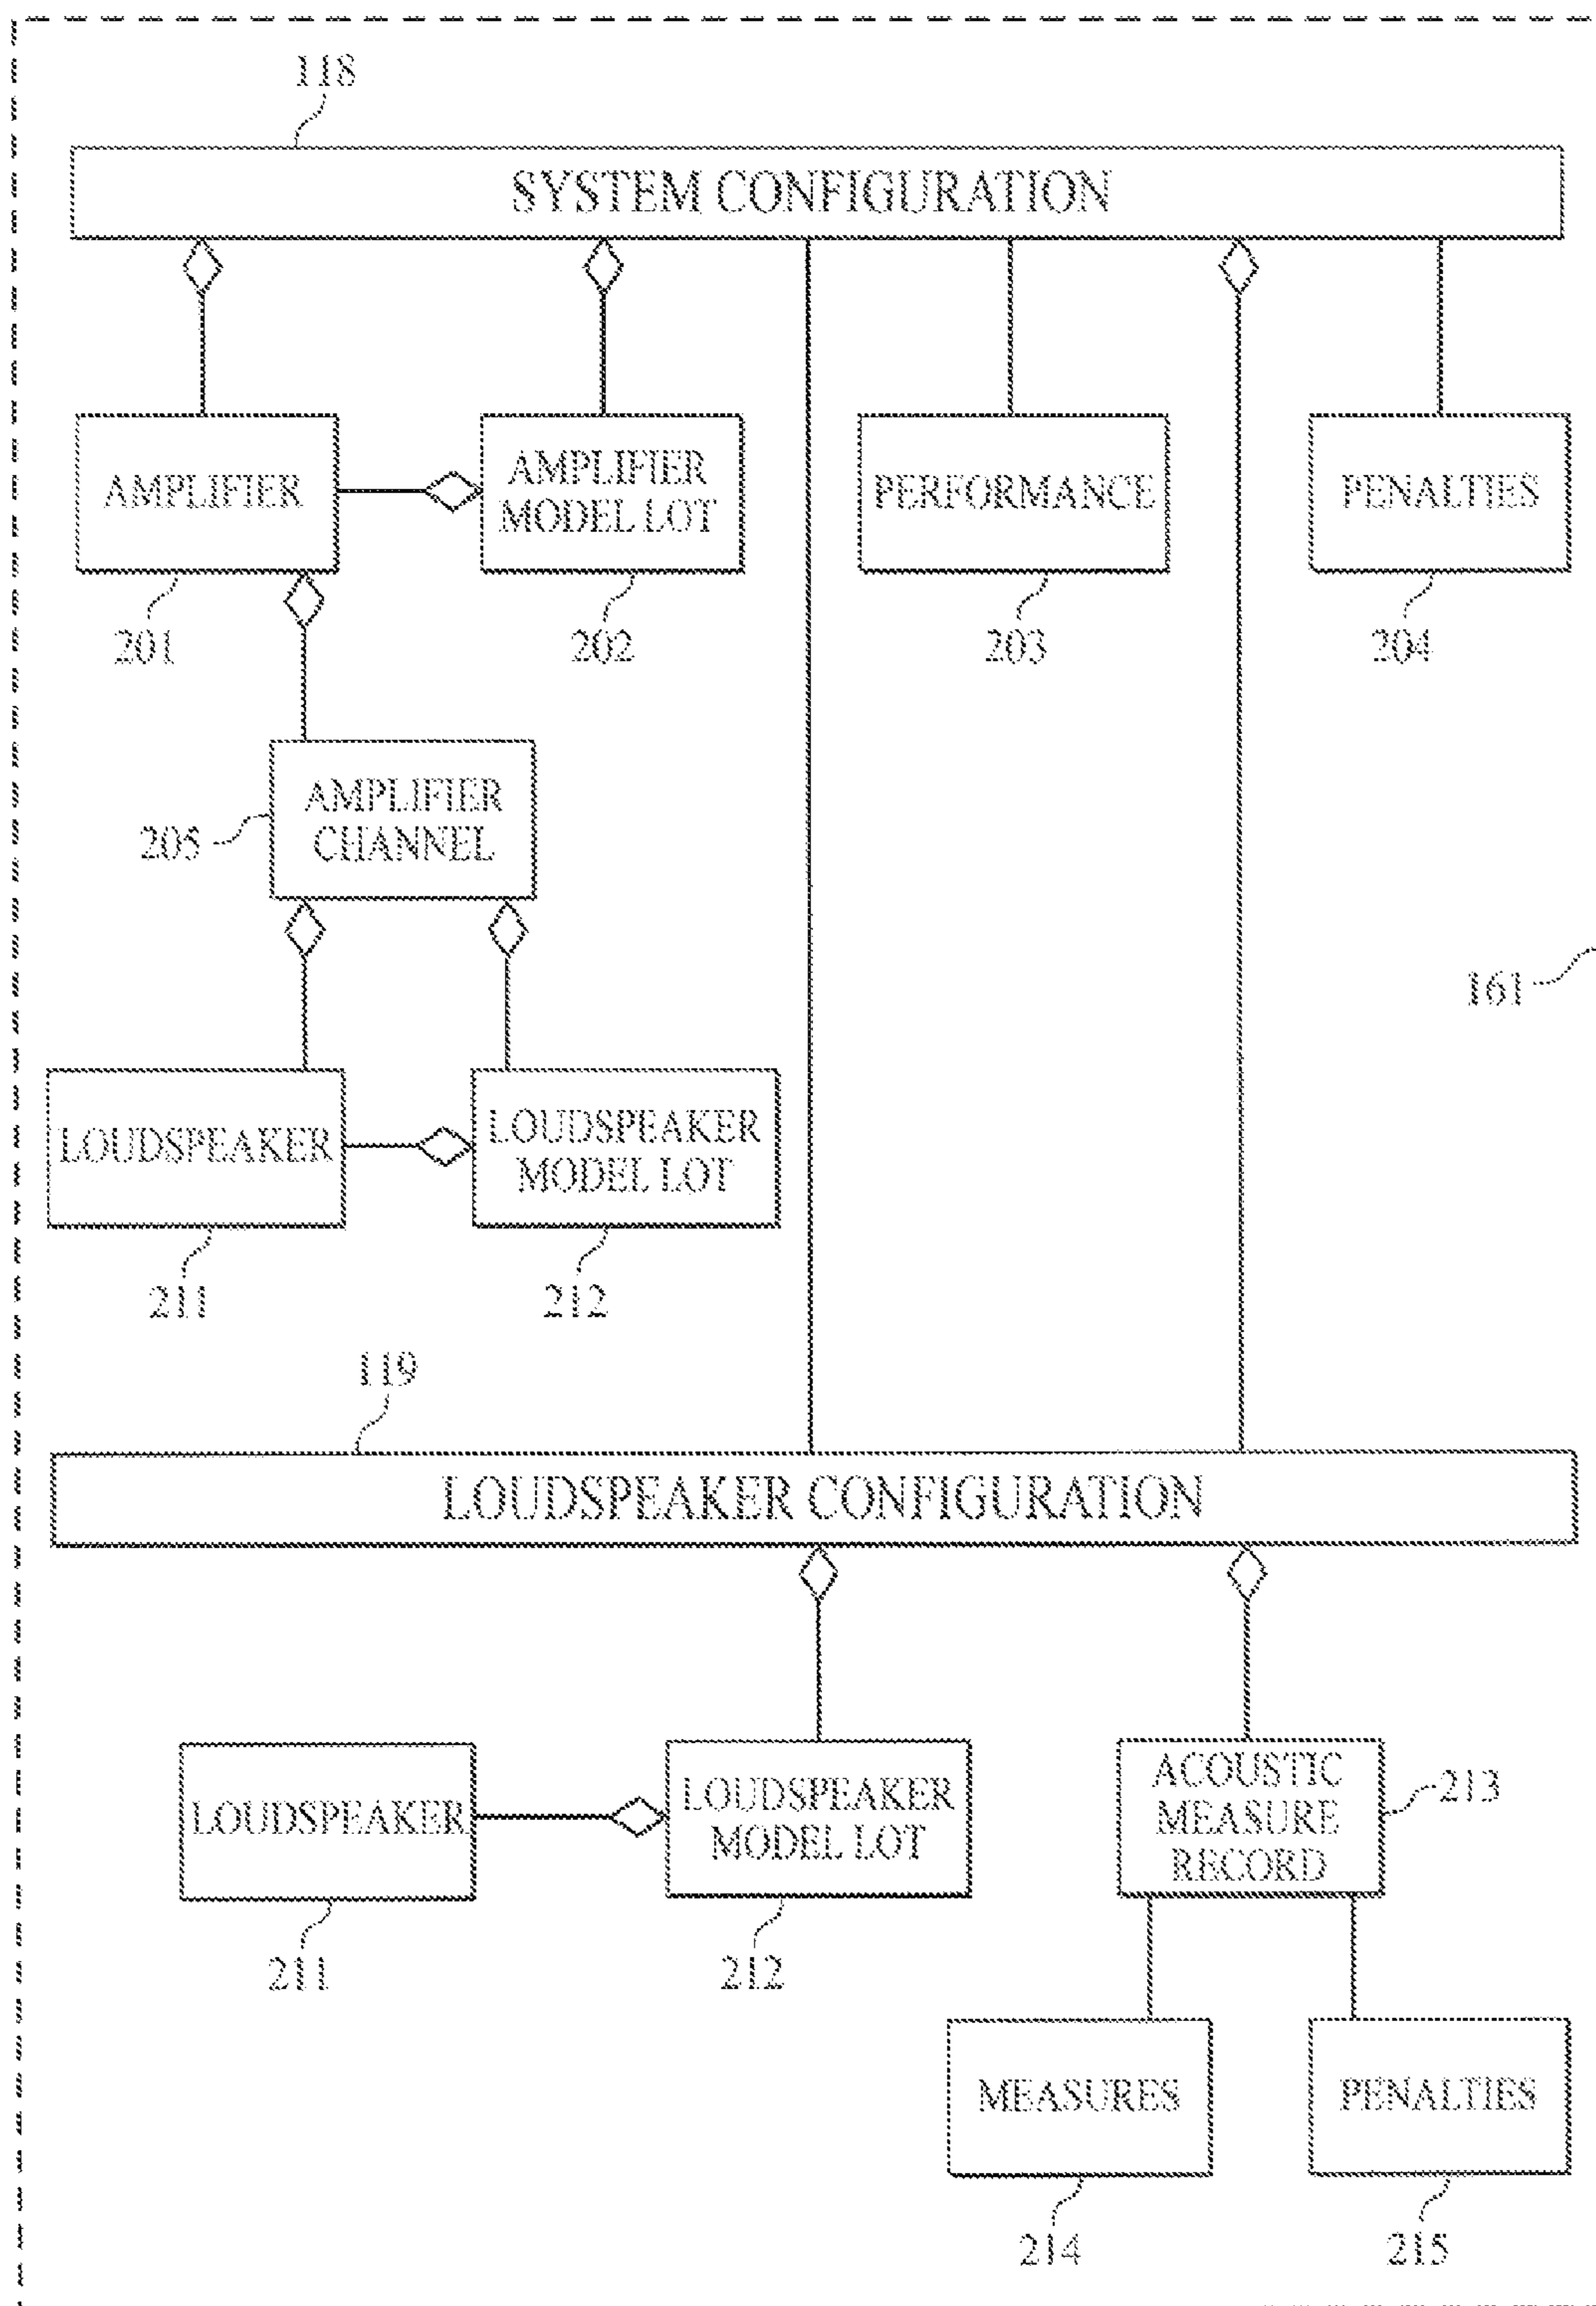 118
SYSTEM CONFIGURATION
AMPLIFIER
AMPLIFIER
MODEL LOT
PERFORMANCE
PENALTIES
201
202
203
204
AMPLIFIER
CHANNEL
205
161
LOUDSPEAKER
LOUDSPEAKER
MODEL LOT
211
212
119
LOUDSPEAKER CONFIGURATION
LOUDSPEAKER
LOUDSPEAKER
MODEL LOT
ACOUSTIC
MEASURE
RECORD
213
211
212
MEASURES
PENALTIES
214
215